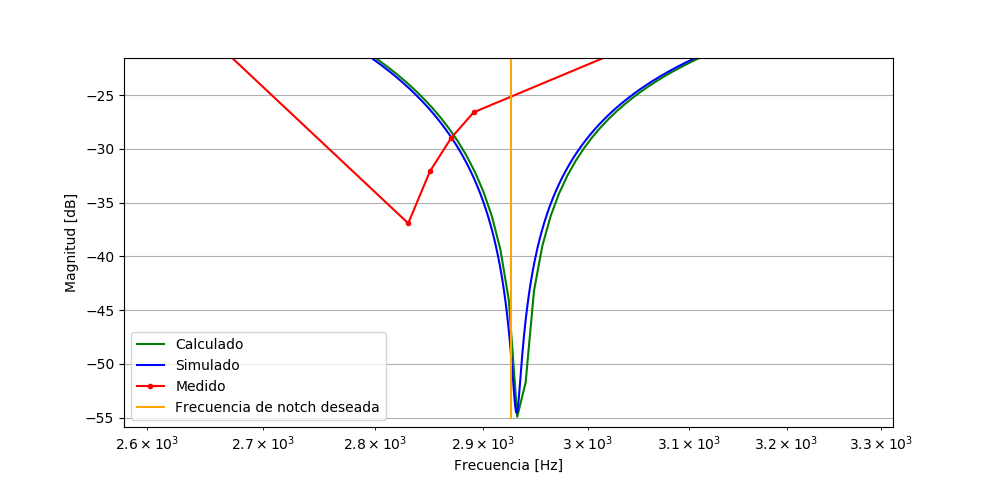 Magnitud [dB]
−25
−30
−35
−40
−45
−50
−55
Calculado
Simulado
Medido
Frecuencia de notch deseada
2.6 × 10³ 2.7 × 10³ 2.8 × 10³ 2.9 × 10³ 3 × 10³ 3.1 × 10³ 3.2 × 10³ 3.3 × 10³
Frecuencia [Hz]